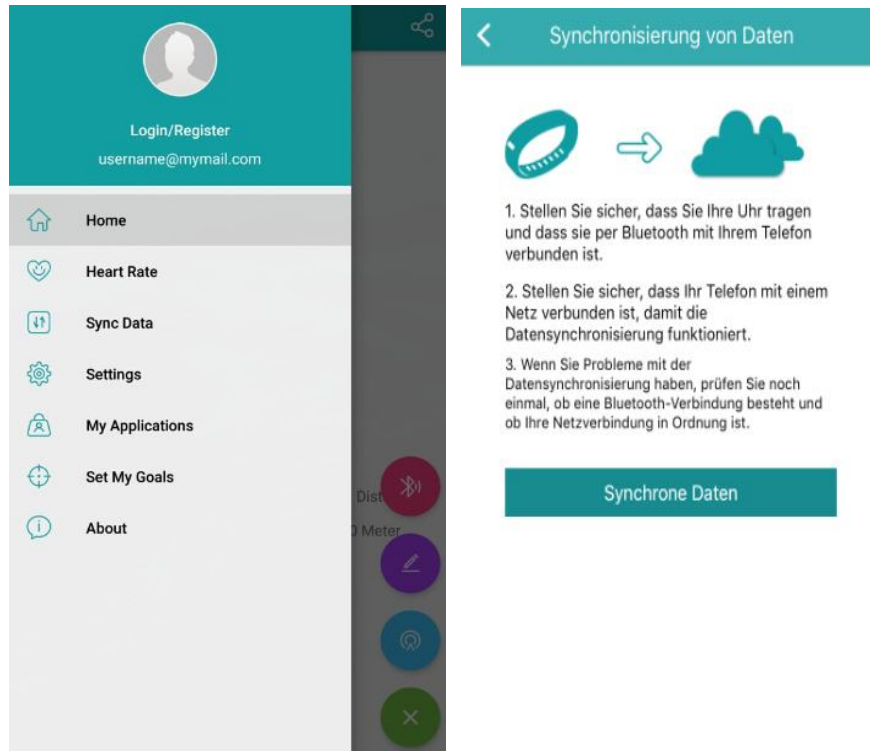 Login/Register
username@mymail.com
Home
Heart Rate
Sync Data
Settings
My Applications
Set My Goals
About
Dist
0 Meter
Synchronisierung von Daten
1. Stellen Sie sicher, dass Sie Ihre Uhr tragen
und dass sie per Bluetooth mit Ihrem Telefon
verbunden ist.
2. Stellen Sie sicher, dass Ihr Telefon mit einem
Netz verbunden ist, damit die
Datensynchronisierung funktioniert.
3. Wenn Sie Probleme mit der
Datensynchronisierung haben, prüfen Sie noch
einmal, ob eine Bluetooth-Verbindung besteht und
ob Ihre Netzverbindung in Ordnung ist.
Synchrone Daten